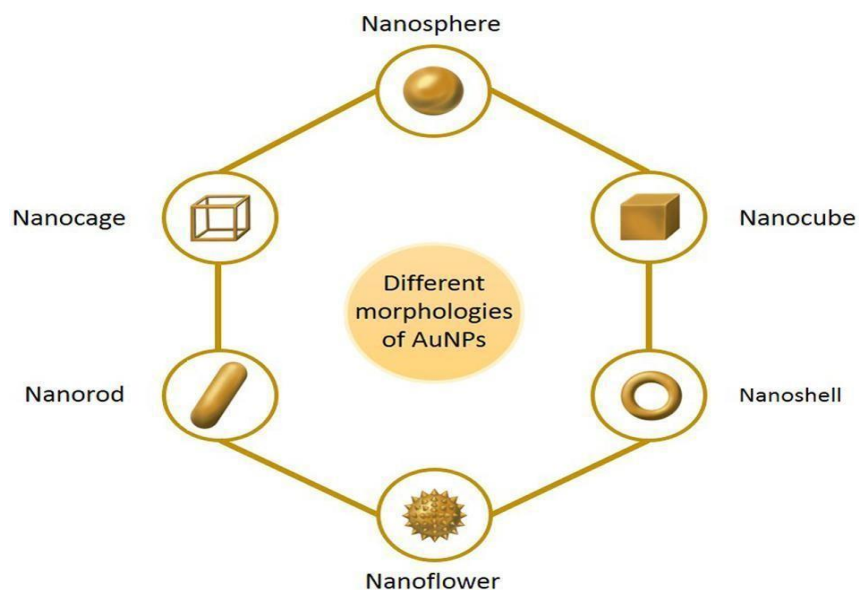 Nanosphere
Nanocage
Nanocube
Different
morphologies
of AuNPs
Nanorod
Nanoshell
Nanoflower